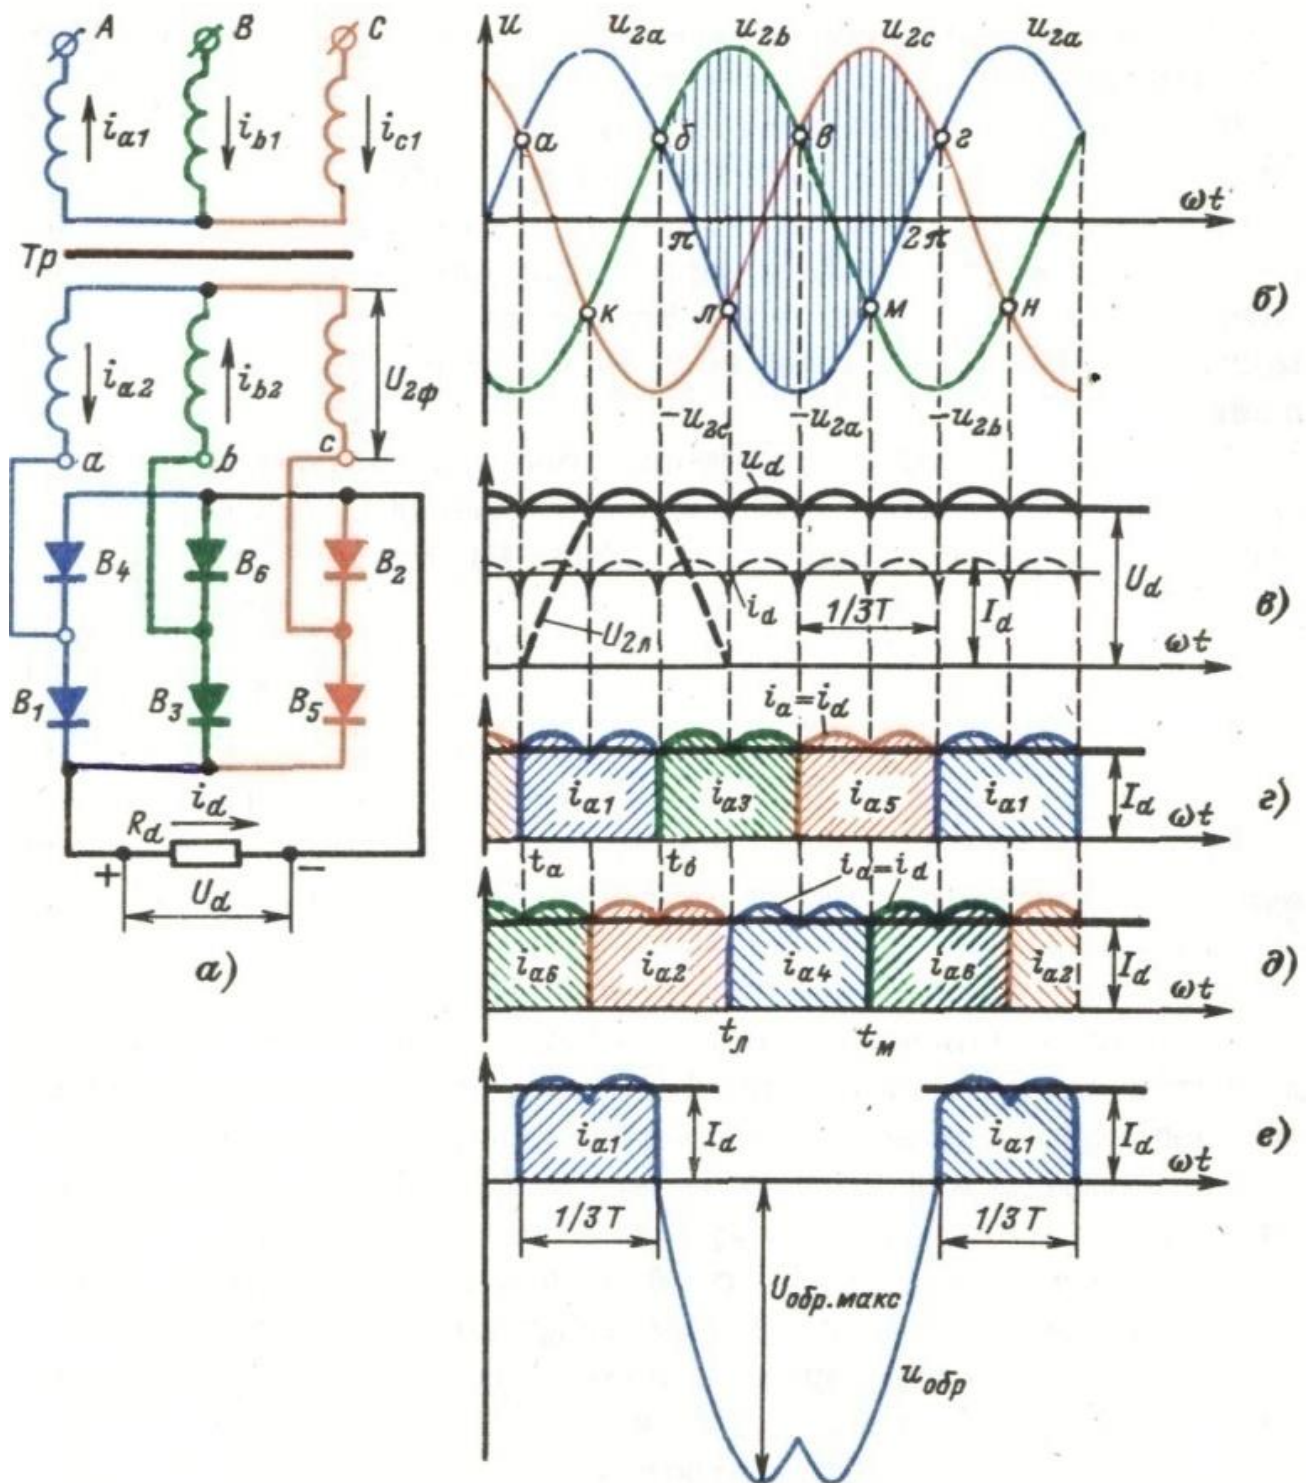 A B C
i_a1 i_b1 i_c1
Тр
i_a2 i_b2 U_2ф
a b c
B_4 B_6 B_2
B_1 B_3 B_5
i_d
R_d
+ −
U_d
а)
u u_2a u_2b u_2c u_2a
а б в г
ωt
π 2π
к л м н
б)
−u_2c −u_2a −u_2b
u_d
U_2л i_d 1/3T I_d U_d
ωt
в)
i_a=i_d
i_a1 i_a3 i_a5 i_a1 I_d
ωt
г)
t_a t_б
i_a=i_d
i_a6 i_a2 i_a4 i_a6 i_a2 I_d
ωt
д)
t_л t_м
i_a1 I_d i_a1 I_d
ωt
е)
1/3T 1/3T
U_обр.макс
u_обр